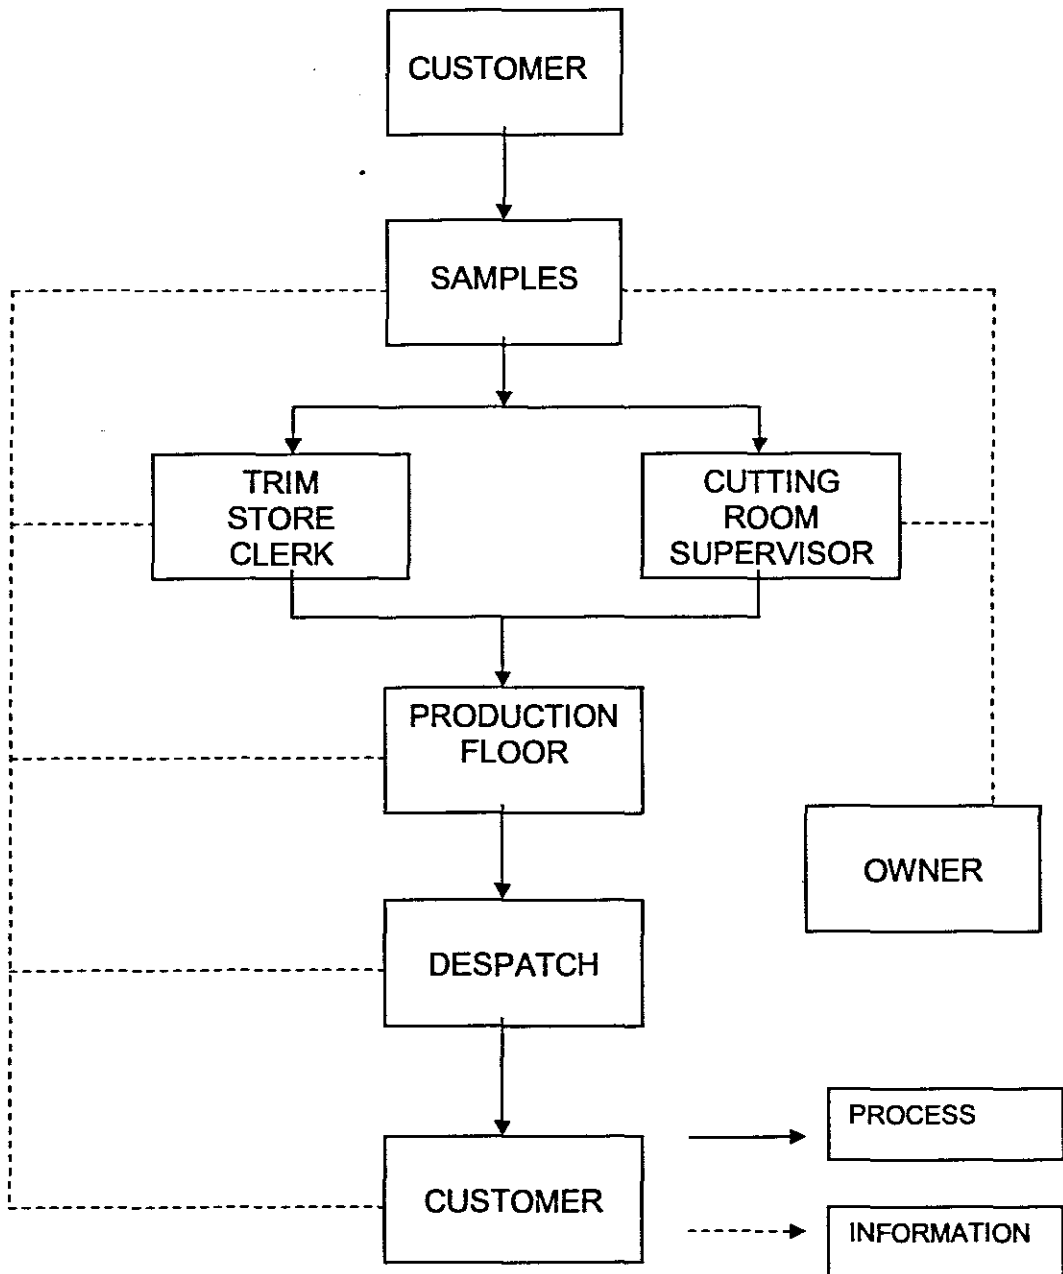 CUSTOMER
SAMPLES
TRIM
STORE
CLERK
CUTTING
ROOM
SUPERVISOR
PRODUCTION
FLOOR
OWNER
DESPATCH
PROCESS
CUSTOMER
INFORMATION